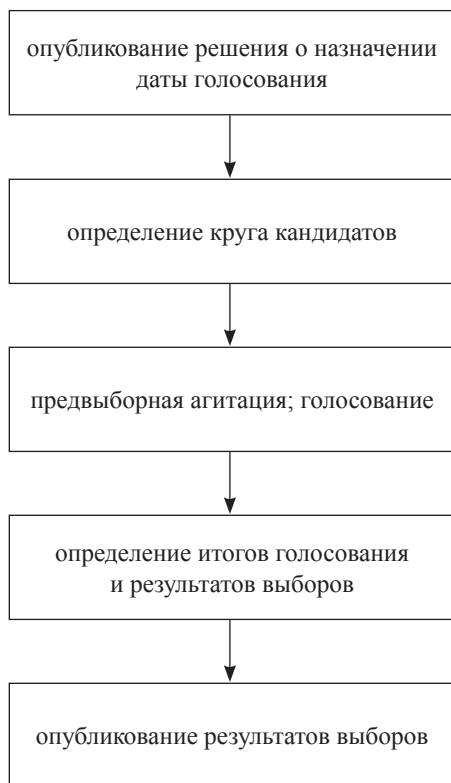 опубликование решения о назначении
даты голосования
определение круга кандидатов
предвыборная агитация; голосование
определение итогов голосования
и результатов выборов
опубликование результатов выборов